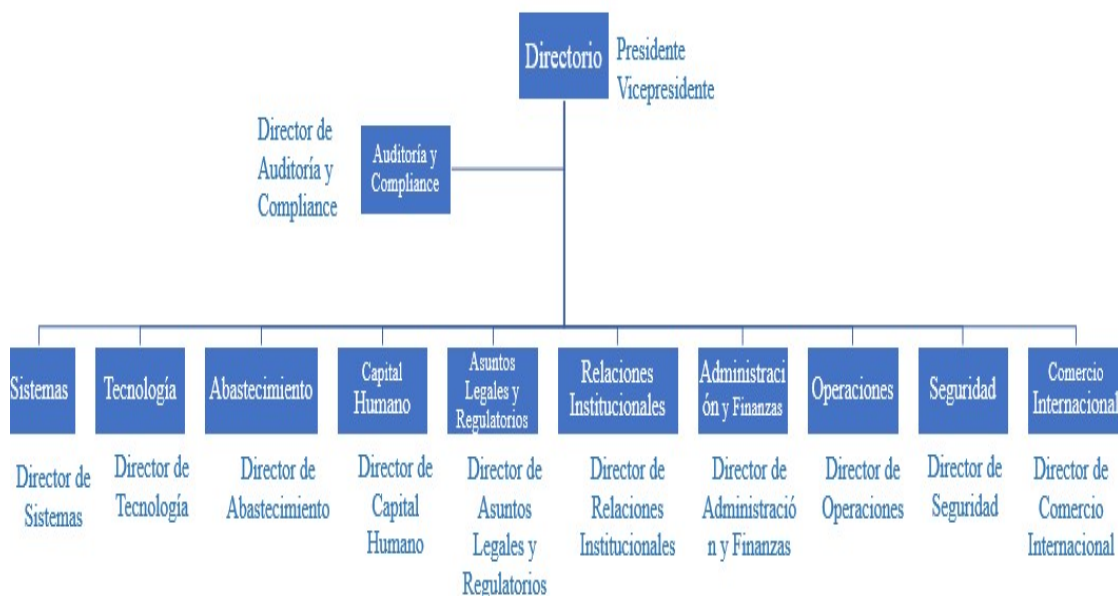 Directorio
Presidente
Vicepresidente
Director de
Auditoría y
Compliance
Auditoría y
Compliance
Sistemas
Tecnología
Abastecimiento
Capital
Humano
Asuntos
Legales y
Regulatorios
Relaciones
Institucionales
Administraci
ón y Finanzas
Operaciones
Seguridad
Comercio
Internacional
Director de
Sistemas
Director de
Tecnología
Director de
Abastecimiento
Director de
Capital
Humano
Director de
Asuntos
Legales y
Regulatorios
Director de
Relaciones
Institucionales
Director de
Administració
n y Finanzas
Director de
Operaciones
Director de
Seguridad
Director de
Comercio
Internacional